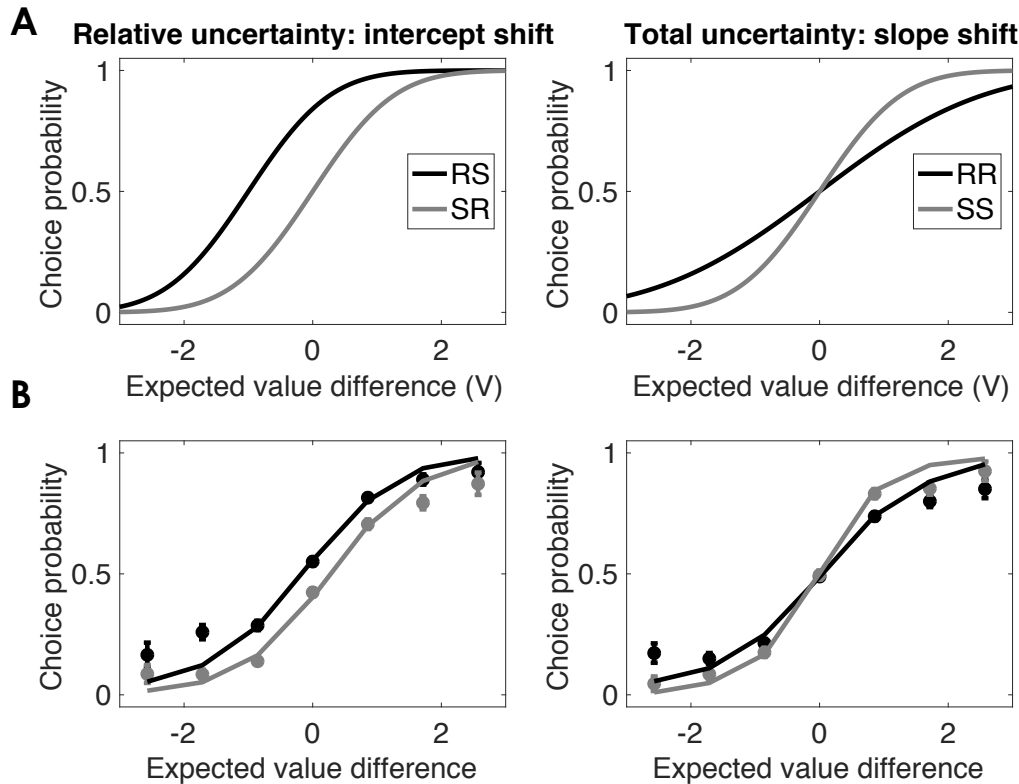 A
Relative uncertainty: intercept shift
Choice probability
1
0.5
0
RS
SR
-2
0
2
Expected value difference (V)
Total uncertainty: slope shift
Choice probability
1
0.5
0
RR
SS
-2
0
2
Expected value difference (V)
B
Choice probability
1
0.5
0
-2
0
2
Expected value difference
Choice probability
1
0.5
0
-2
0
2
Expected value difference